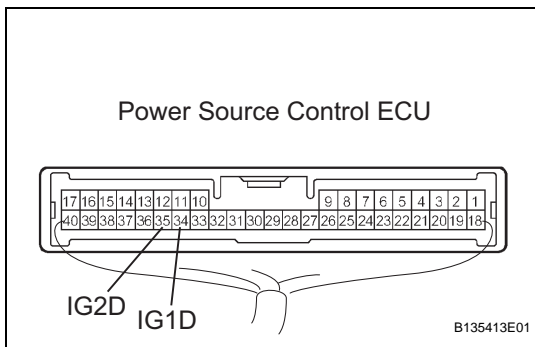 Power Source Control ECU
17 16 15 14 13 12 11 10 9 8 7 6 5 4 3 2 1
40 39 38 37 36 35 34 33 32 31 30 29 28 27 26 25 24 23 22 21 20 19 18
IG2D
IG1D
B135413E01